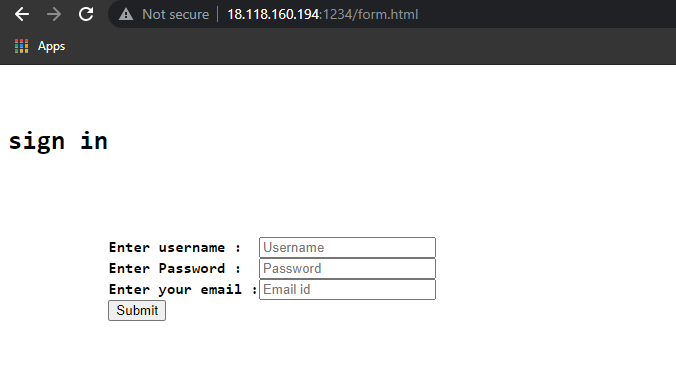 Not secure 18.118.160.194:1234/form.html
Apps
sign in
Enter username : Username
Enter Password : Password
Enter your email : Email id
Submit